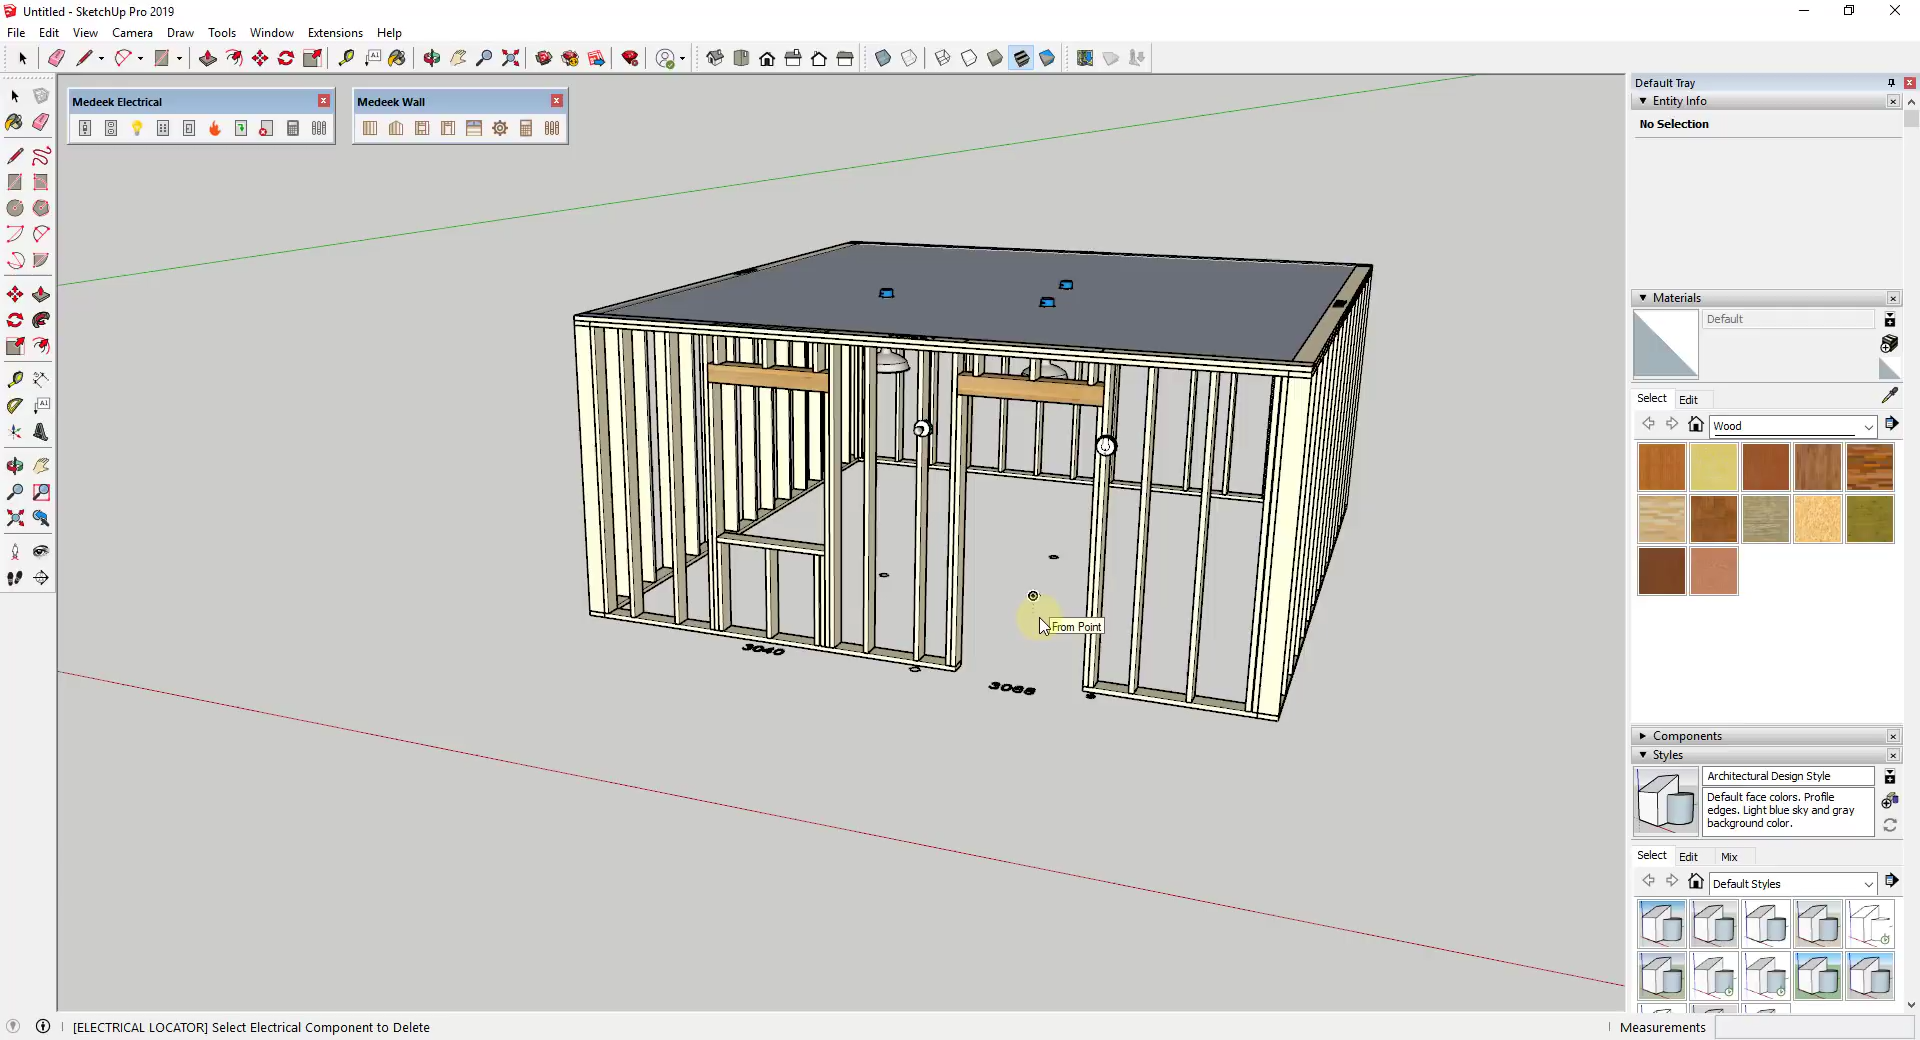 Untitled - SketchUp Pro 2019
File Edit View Camera Draw Tools Window Extensions Help
Medeek Electrical
Medeek Wall
From Point
3040
3068
Default Tray
Entity Info
No Selection
Materials
Default
Select Edit
Wood
Components
Styles
Architectural Design Style
Default face colors. Profile
edges. Light blue sky and gray
background color.
Select Edit Mix
Default Styles
[ELECTRICAL LOCATOR] Select Electrical Component to Delete
Measurements